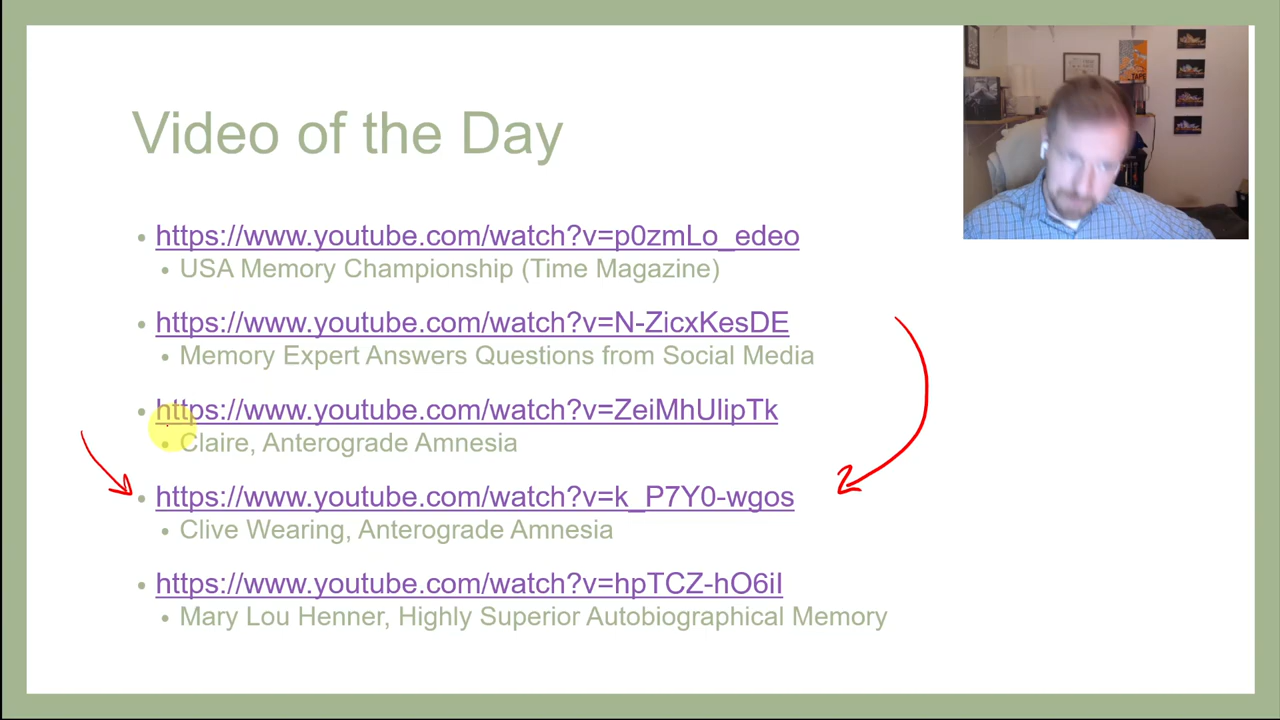 Video of the Day
https://www.youtube.com/watch?v=p0zmLo_edeo
USA Memory Championship (Time Magazine)
https://www.youtube.com/watch?v=N-ZicxKesDE
Memory Expert Answers Questions from Social Media
https://www.youtube.com/watch?v=ZeiMhUlipTk
Claire, Anterograde Amnesia
https://www.youtube.com/watch?v=k_P7Y0-wgos
Clive Wearing, Anterograde Amnesia
https://www.youtube.com/watch?v=hpTCZ-hO6iI
Mary Lou Henner, Highly Superior Autobiographical Memory
TAPE